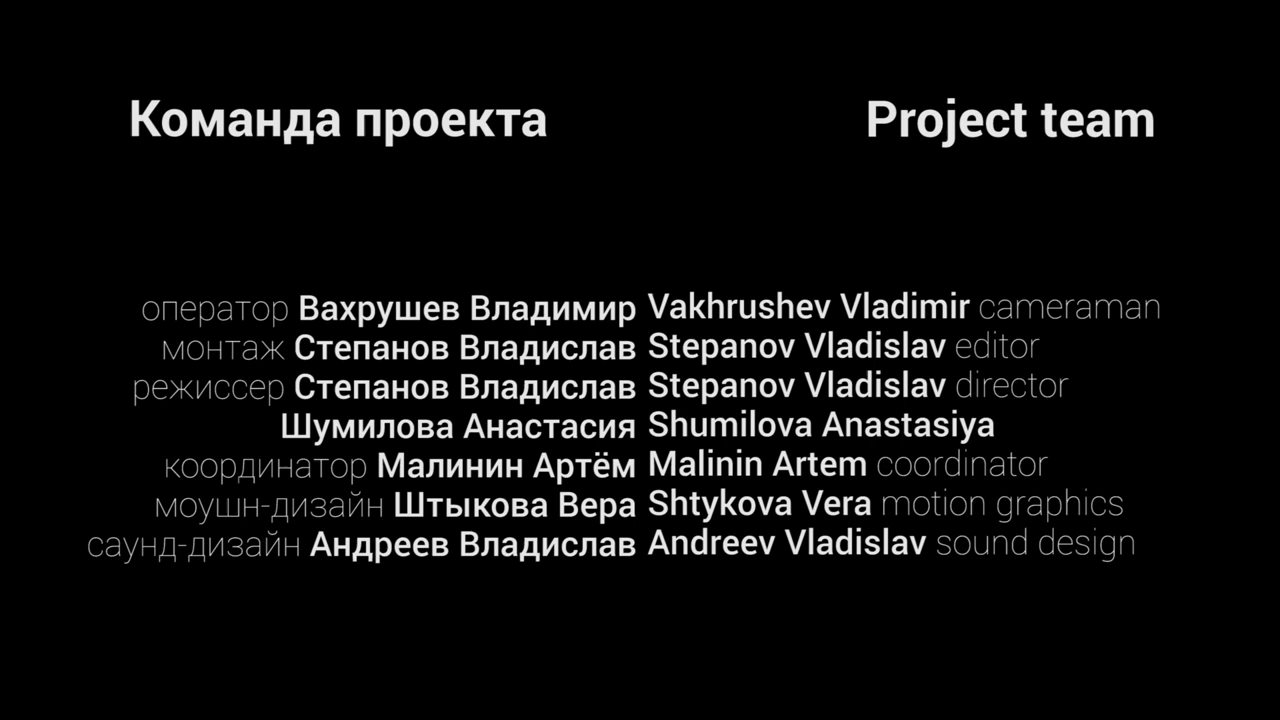 Команда проекта Project team
оператор Вахрушев Владимир Vakhrushev Vladimir cameraman
монтаж Степанов Владислав Stepanov Vladislav editor
режиссер Степанов Владислав Stepanov Vladislav director
Шумилова Анастасия Shumilova Anastasiya
координатор Малинин Артём Malinin Artem coordinator
моушн-дизайн Штыкова Вера Shtykova Vera motion graphics
саунд-дизайн Андреев Владислав Andreev Vladislav sound design